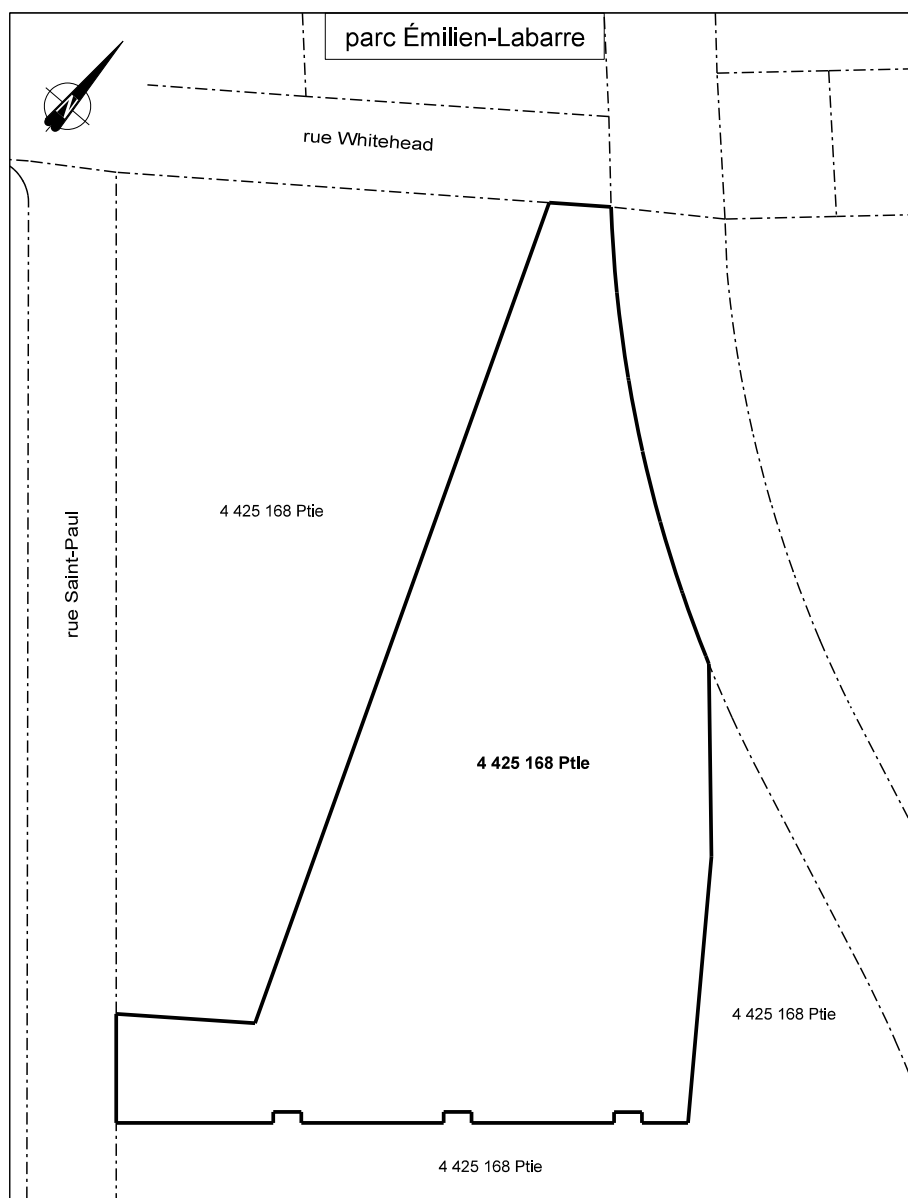 parc Émilien-Labarre
N
rue Whitehead
4 425 168 Ptie
rue Saint-Paul
4 425 168 Ptie
4 425 168 Ptie
4 425 168 Ptie